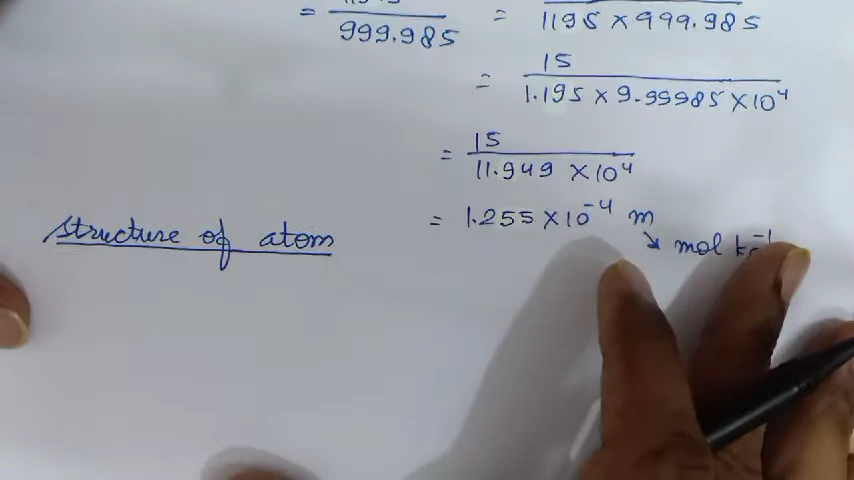 = 999.985 = 1195 × 999.985
= 15 / 1.195 × 9.99985 × 10⁴
= 15 / 11.949 × 10⁴
= 1.255 × 10⁻⁴ m
↘ mol
structure of atom